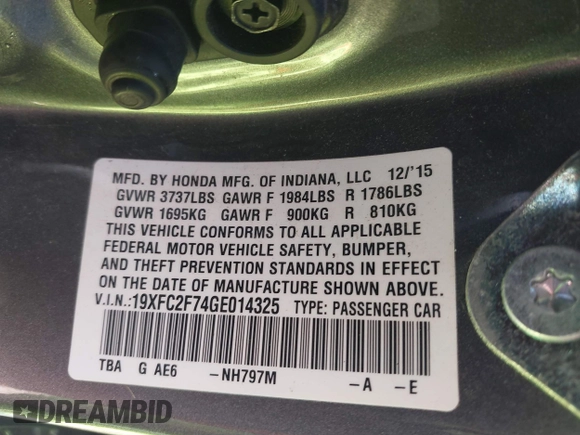 MFD. BY HONDA MFG. OF INDIANA, LLC 12/'15
GVWR 3737LBS GAWR F 1984LBS R 1786LBS
GVWR 1695KG GAWR F 900KG R 810KG
THIS VEHICLE CONFORMS TO ALL APPLICABLE
FEDERAL MOTOR VEHICLE SAFETY, BUMPER,
AND THEFT PREVENTION STANDARDS IN EFFECT
ON THE DATE OF MANUFACTURE SHOWN ABOVE.
V.I.N.:19XFC2F74GE014325 TYPE: PASSENGER CAR
TBA G AE6 -NH797M -A -E
DREAMBID